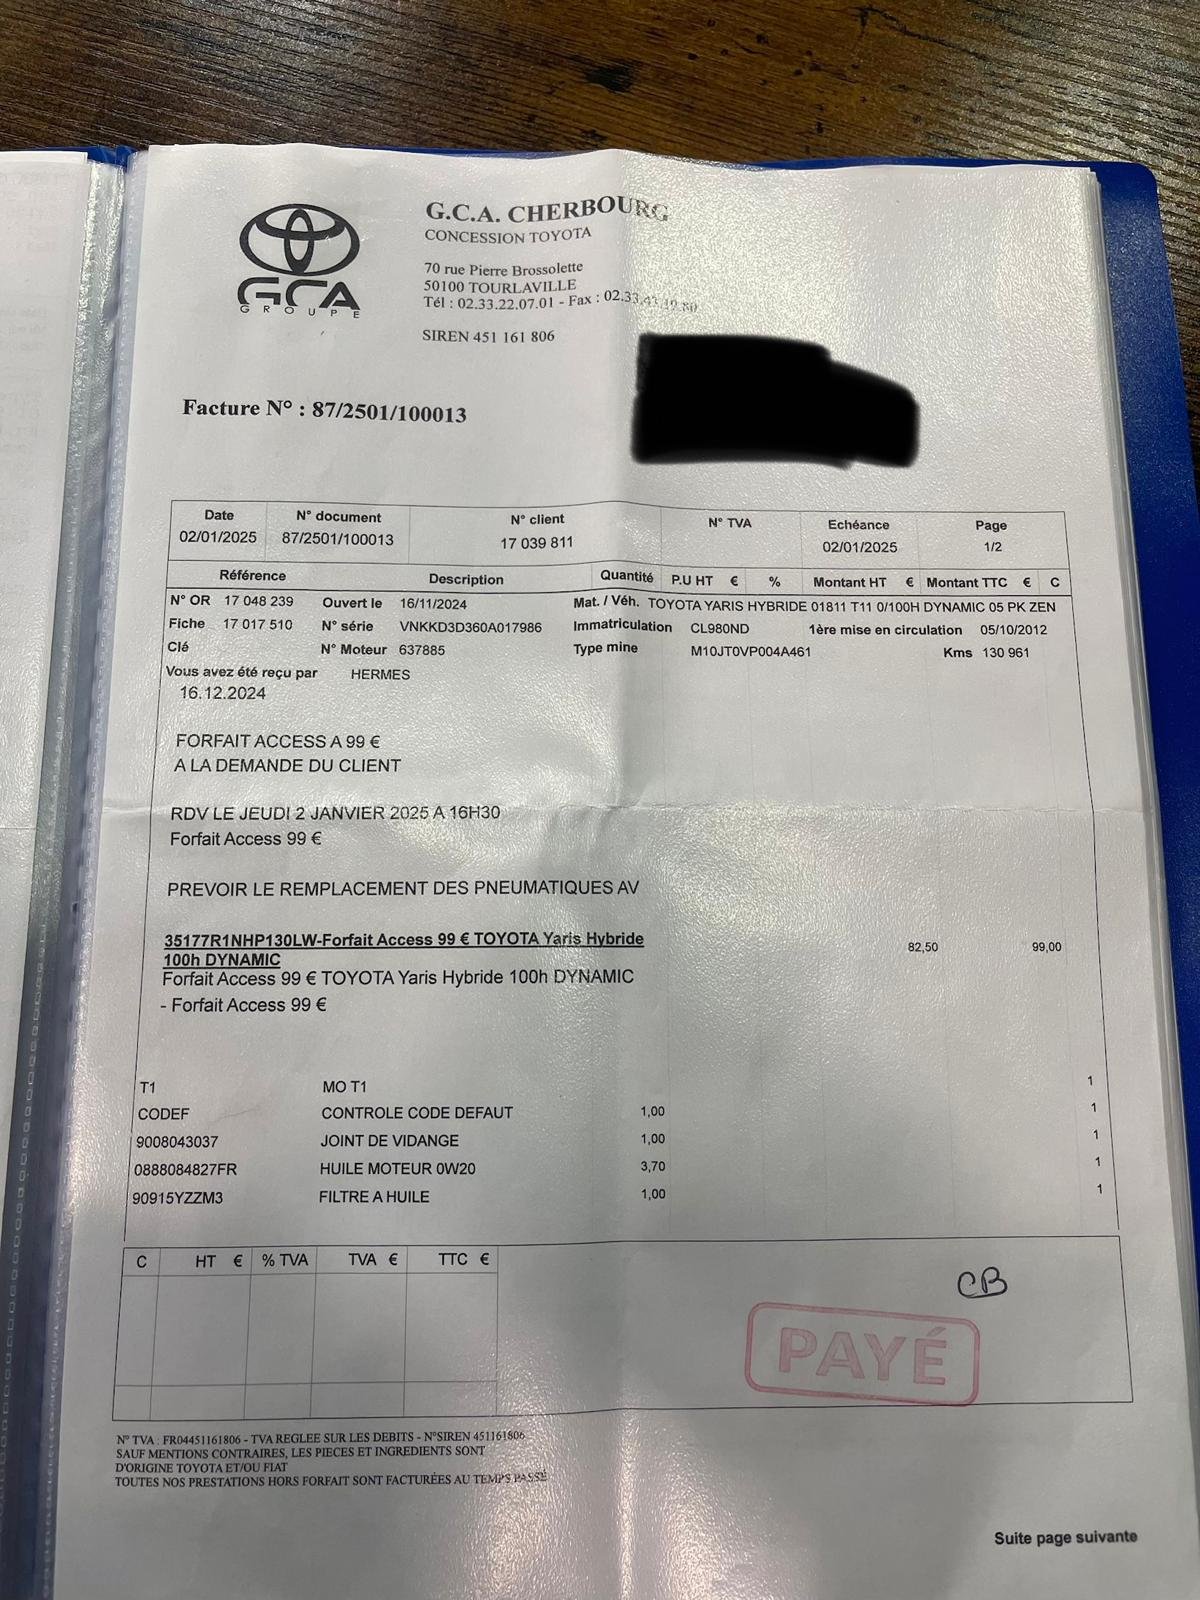 G.C.A. CHERBOURG
CONCESSION TOYOTA
70 rue Pierre Brossolette
50100 TOURLAVILLE
Tél : 02.33.22.07.01 - Fax : 02.33.43.19.80
SIREN 451 161 806
GCA
GROUPE
Facture N° : 87/2501/100013
Date N° document N° client N° TVA Echéance Page
02/01/2025 87/2501/100013 17 039 811 02/01/2025 1/2
Référence Description Quantité P.U HT € % Montant HT € Montant TTC € C
N° OR 17 048 239 Ouvert le 16/11/2024 Mat. / Véh. TOYOTA YARIS HYBRIDE 01811 T11 0/100H DYNAMIC 05 PK ZEN
Fiche 17 017 510 N° série VNKKD3D360A017986 Immatriculation CL980ND 1ère mise en circulation 05/10/2012
Clé N° Moteur 637885 Type mine M10JT0VP004A461 Kms 130 961
Vous avez été reçu par HERMES
16.12.2024
FORFAIT ACCESS A 99 €
A LA DEMANDE DU CLIENT
RDV LE JEUDI 2 JANVIER 2025 A 16H30
Forfait Access 99 €
PREVOIR LE REMPLACEMENT DES PNEUMATIQUES AV
35177R1NHP130LW-Forfait Access 99 € TOYOTA Yaris Hybride 82,50 99,00
100h DYNAMIC
Forfait Access 99 € TOYOTA Yaris Hybride 100h DYNAMIC
- Forfait Access 99 €
T1 MO T1 1
CODEF CONTROLE CODE DEFAUT 1,00 1
9008043037 JOINT DE VIDANGE 1,00 1
0888084827FR HUILE MOTEUR 0W20 3,70 1
90915YZZM3 FILTRE A HUILE 1,00 1
C HT € % TVA TVA € TTC €
CB
PAYÉ
N° TVA : FR04451161806 - TVA REGLEE SUR LES DEBITS - N°SIREN 451161806
SAUF MENTIONS CONTRAIRES, LES PIECES ET INGREDIENTS SONT
D'ORIGINE TOYOTA ET/OU FIAT
TOUTES NOS PRESTATIONS HORS FORFAIT SONT FACTURÉES AU TEMPS PASSÉ
Suite page suivante